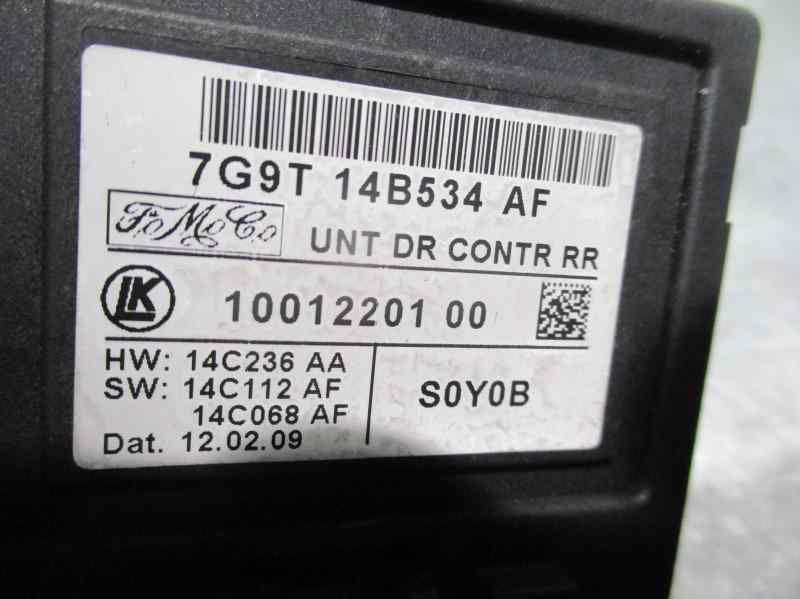 7G9T 14B534 AF
FoMoCo
UNT DR CONTR RR
LK
10012201 00
HW: 14C236 AA
SW: 14C112 AF
14C068 AF
Dat. 12.02.09
S0Y0B